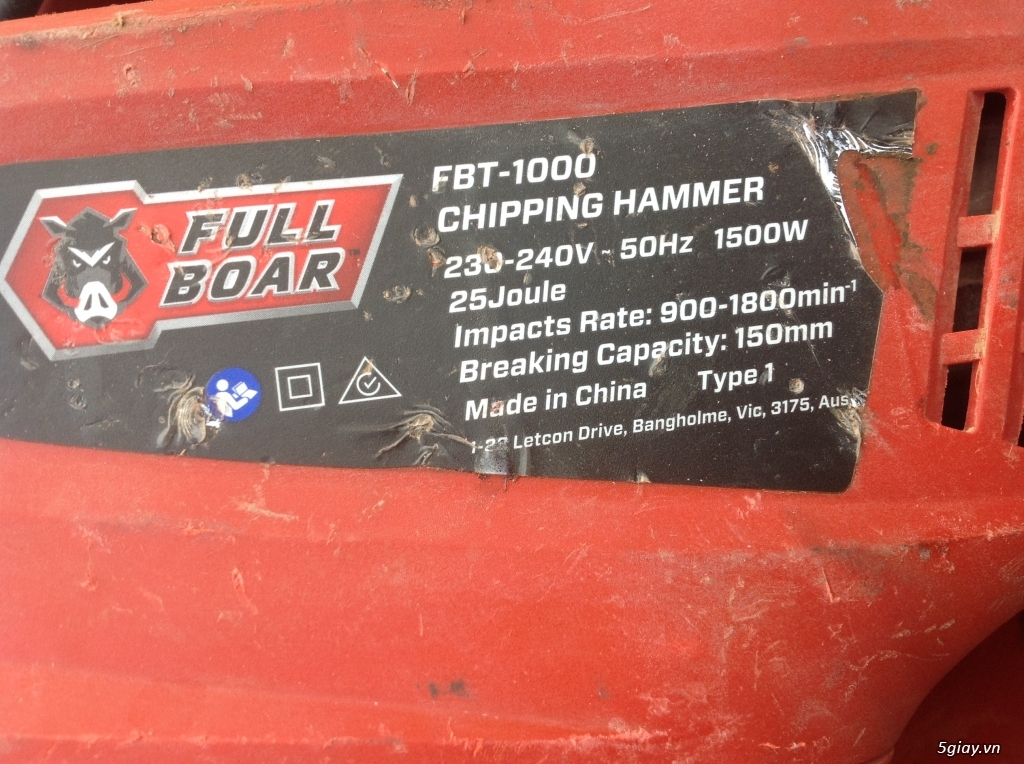 FULL
BOAR
FBT-1000
CHIPPING HAMMER
230-240V ~ 50Hz 1500W
25Joule
Impacts Rate: 900-1800min⁻¹
Breaking Capacity: 150mm
Made in China Type 1
Letcon Drive, Bangholme, Vic, 3175, Aus
5giay.vn